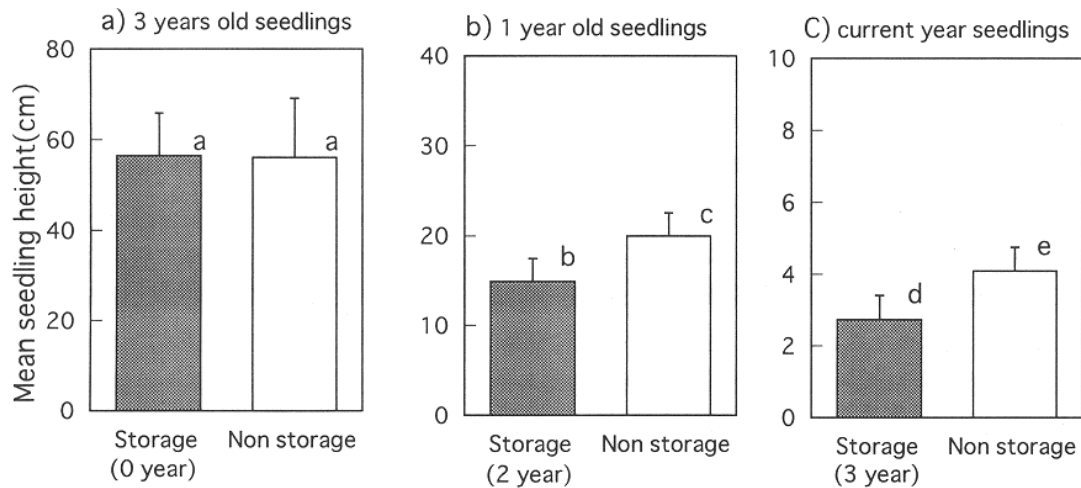 a) 3 years old seedlings
b) 1 year old seedlings
C) current year seedlings
Mean seedling height(cm)
80
60
40
20
0
a
a
Storage
(0 year)
Non storage
40
30
20
10
0
b
c
Storage
(2 year)
Non storage
10
8
6
4
2
0
d
e
Storage
(3 year)
Non storage